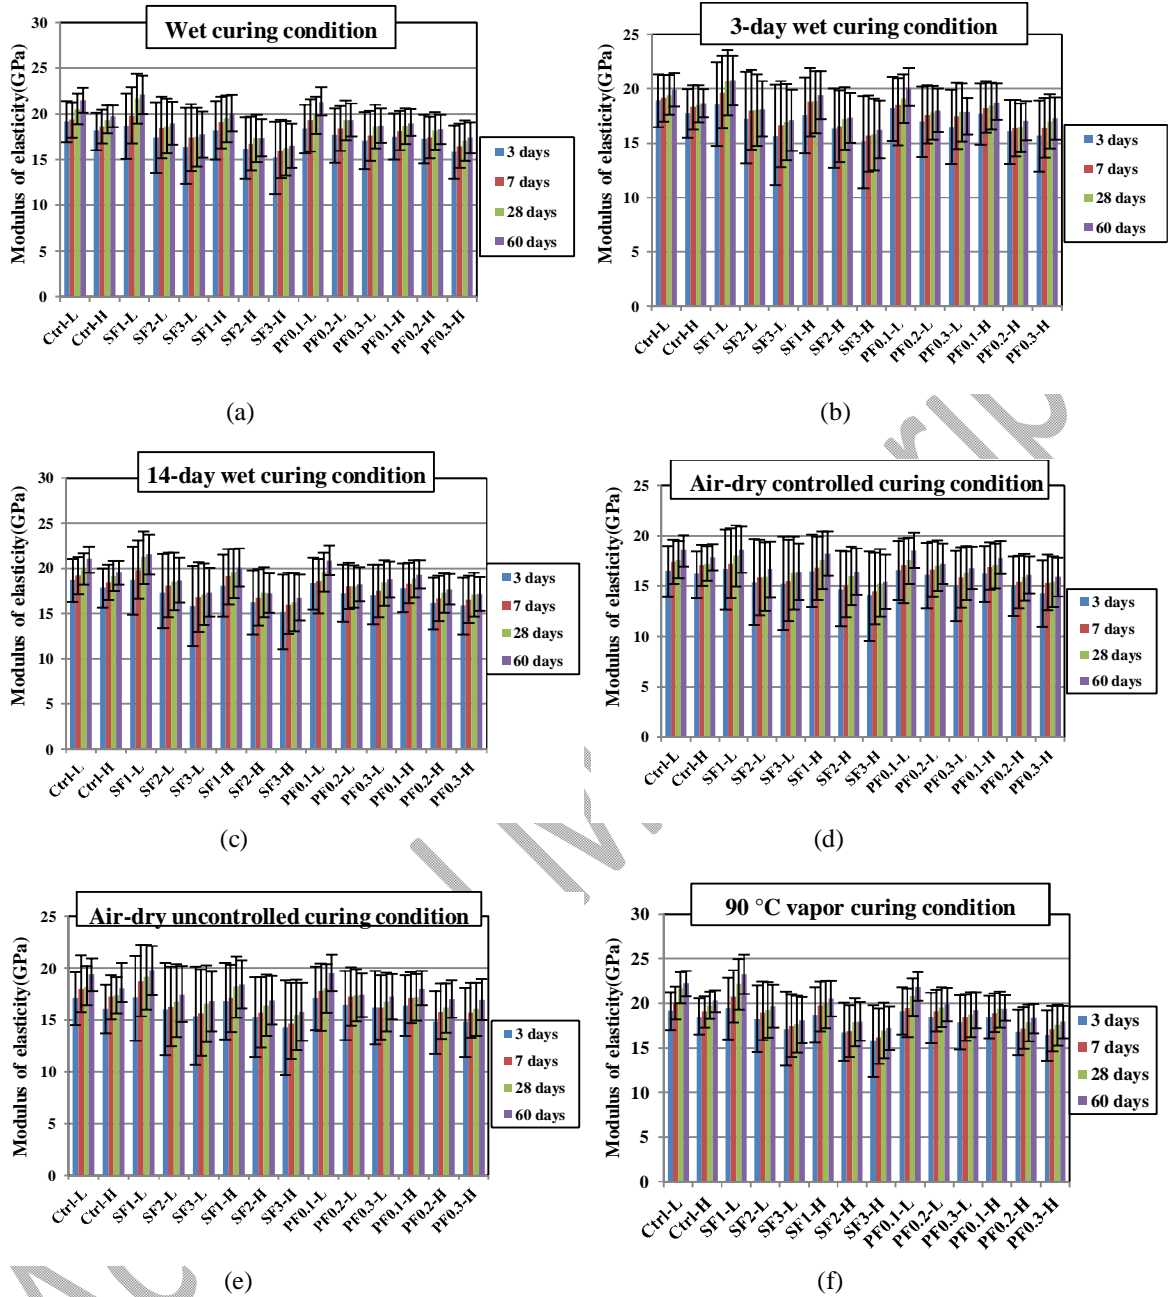 Wet curing condition
Modulus of elasticity(GPa)
30
25
20
15
10
5
0
Ctrl-L
Ctrl-H
SF1-L
SF2-L
SF3-L
SF1-H
SF2-H
SF3-H
PF0.1-L
PF0.2-L
PF0.3-L
PF0.1-H
PF0.2-H
PF0.3-H
3 days
7 days
28 days
60 days
(a)
3-day wet curing condition
Modulus of elasticity(GPa)
25
20
15
10
5
0
Ctrl-L
Ctrl-H
SF1-L
SF2-L
SF3-L
SF1-H
SF2-H
SF3-H
PF0.1-L
PF0.2-L
PF0.3-L
PF0.1-H
PF0.2-H
PF0.3-H
3 days
7 days
28 days
60 days
(b)
14-day wet curing condition
Modulus of elasticity(GPa)
30
25
20
15
10
5
0
Ctrl-L
Ctrl-H
SF1-L
SF2-L
SF3-L
SF1-H
SF2-H
SF3-H
PF0.1-L
PF0.2-L
PF0.3-L
PF0.1-H
PF0.2-H
PF0.3-H
3 days
7 days
28 days
60 days
(c)
Air-dry controlled curing condition
Modulus of elasticity(GPa)
25
20
15
10
5
0
Ctrl-L
Ctrl-H
SF1-L
SF2-L
SF3-L
SF1-H
SF2-H
SF3-H
PF0.1-L
PF0.2-L
PF0.3-L
PF0.1-H
PF0.2-H
PF0.3-H
3 days
7 days
28 days
60 days
(d)
Air-dry uncontrolled curing condition
Modulus of elasticity(GPa)
25
20
15
10
5
0
Ctrl-L
Ctrl-H
SF1-L
SF2-L
SF3-L
SF1-H
SF2-H
SF3-H
PF0.1-L
PF0.2-L
PF0.3-L
PF0.1-H
PF0.2-H
PF0.3-H
3 days
7 days
28 days
60 days
(e)
90 °C vapor curing condition
Modulus of elasticity(GPa)
30
25
20
15
10
5
0
Ctrl-L
Ctrl-H
SF1-L
SF2-L
SF3-L
SF1-H
SF2-H
SF3-H
PF0.1-L
PF0.2-L
PF0.3-L
PF0.1-H
PF0.2-H
PF0.3-H
3 days
7 days
28 days
60 days
(f)